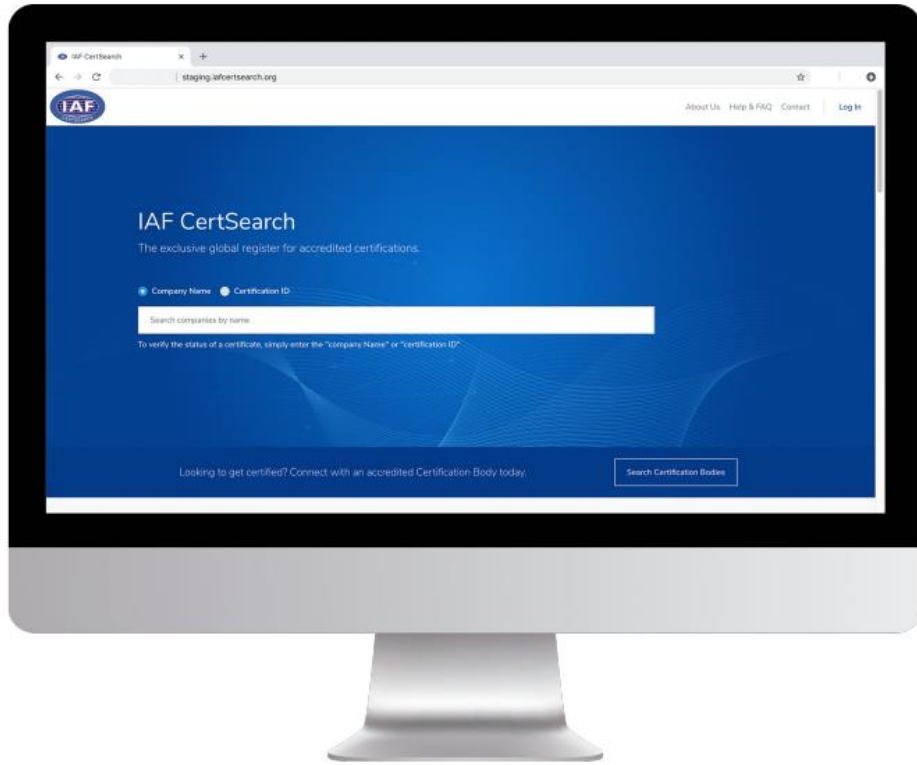 IAF CertSearch
staging.iafcertsearch.org
IAF
About Us Help & FAQ Contact Log In
IAF CertSearch
The exclusive global register for accredited certifications.
Company Name Certification ID
Search companies by name
To verify the status of a certificate, simply enter the "company Name" or "certification ID"
Looking to get certified? Connect with an accredited Certification Body today.
Search Certification Bodies